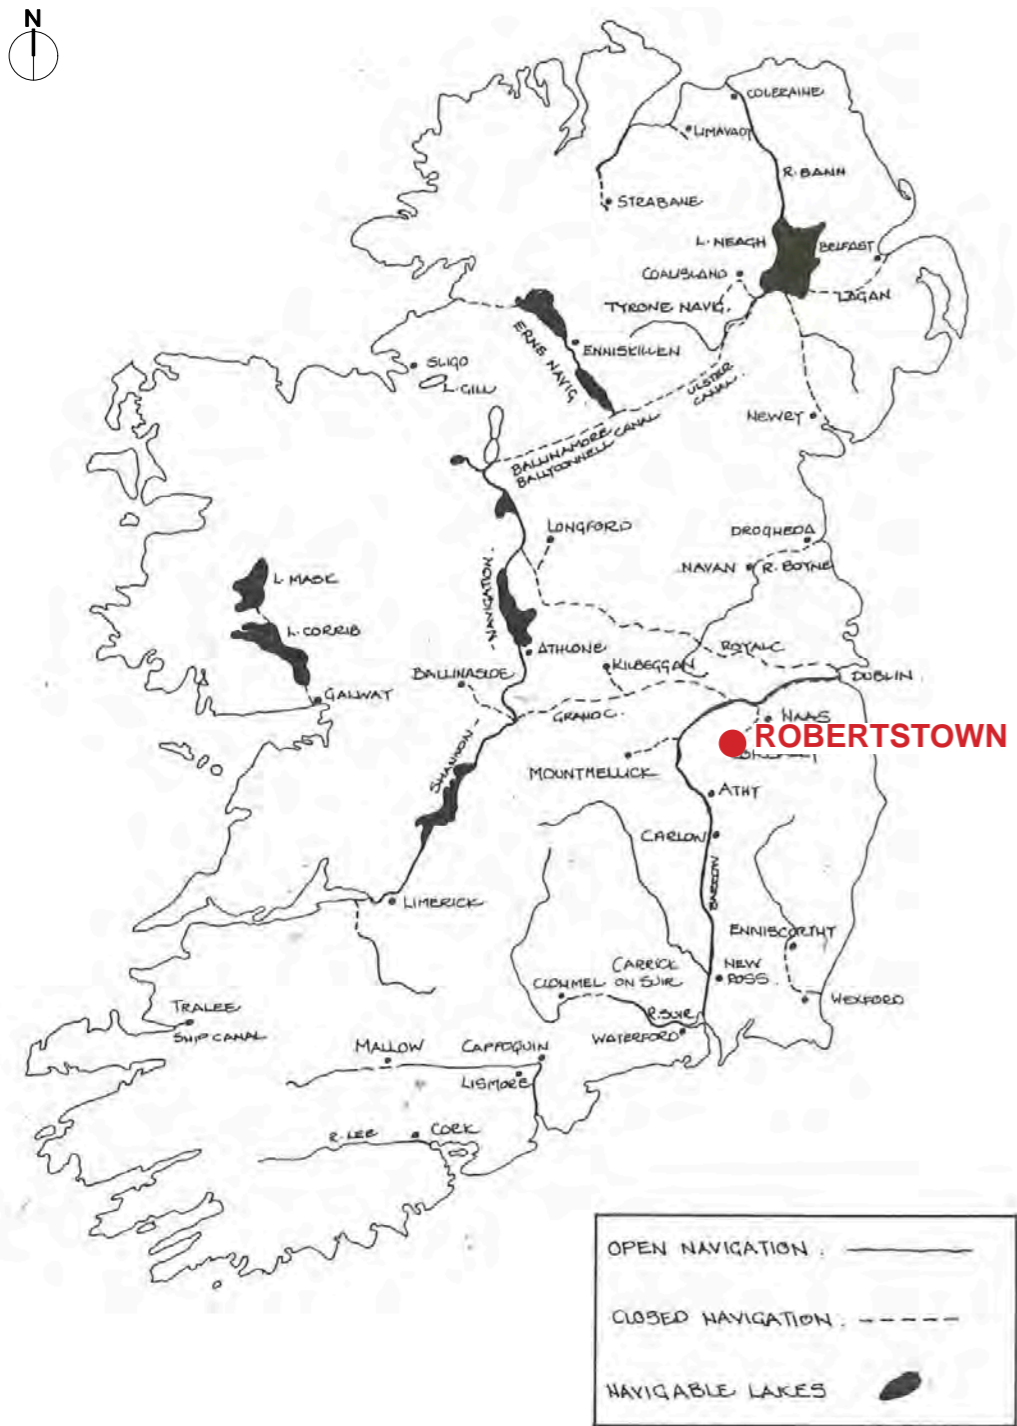 N
COLERAINE
LIMAVADY
R. BANN
STRABANE
L. NEAGH
BELFAST
COALISLAND
LAGAN
TYRONE NAVIG.
ERNE NAVIG
ENNISKILLEN
SLIGO
L. GILL
ULSTER
CANAL.
NEWRY
BALLINAMORE
BALLYCONNELL CANAL
LONGFORD
DROGHEDA
NAVAN
R. BOYNE
L. MASK
NAVIGATION.
L. CORRIB
ATHLONE
ROYAL C.
KILBEGGAN
BALLINASLOE
DUBLIN
GALWAY
GRAND C.
NAAS
ROBERTSTOWN
SHANNON
MOUNTMELLICK
ATHY
CARLOW
BARROW
LIMERICK
ENNISCORTHY
CARRICK
ON SUIR
CLONMEL
NEW
ROSS
WEXFORD
TRALEE
SHIP CANAL
R. SUIR
WATERFORD
MALLOW
CAPPOQUIN
LISMORE
R. LEE
CORK
OPEN NAVIGATION :
CLOSED NAVIGATION :
NAVIGABLE LAKES